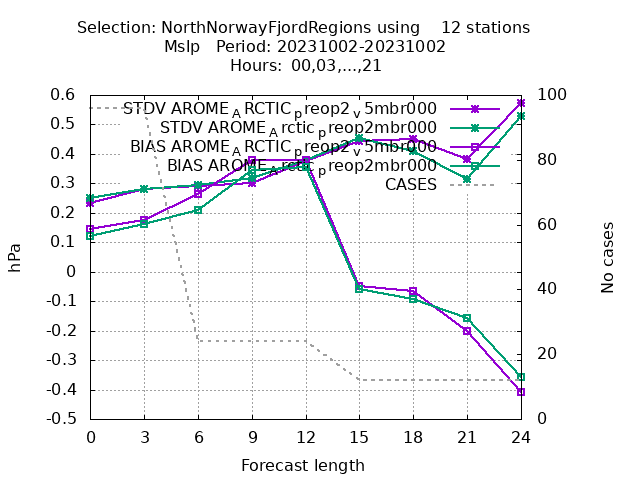 Selection: NorthNorwayFjordRegions using 12 stations
Mslp Period: 20231002-20231002
Hours: 00,03,...,21
0.6
0.5
0.4
0.3
0.2
0.1
0
-0.1
-0.2
-0.3
-0.4
-0.5
hPa
STDV AROME_ARCTIC_preop2_v5mbr000
STDV AROME_Arctic_preop2mbr000
BIAS AROME_ARCTIC_preop2_v5mbr000
BIAS AROME_Arctic_preop2mbr000
CASES
100
80
60
40
20
0
No cases
0 3 6 9 12 15 18 21 24
Forecast length